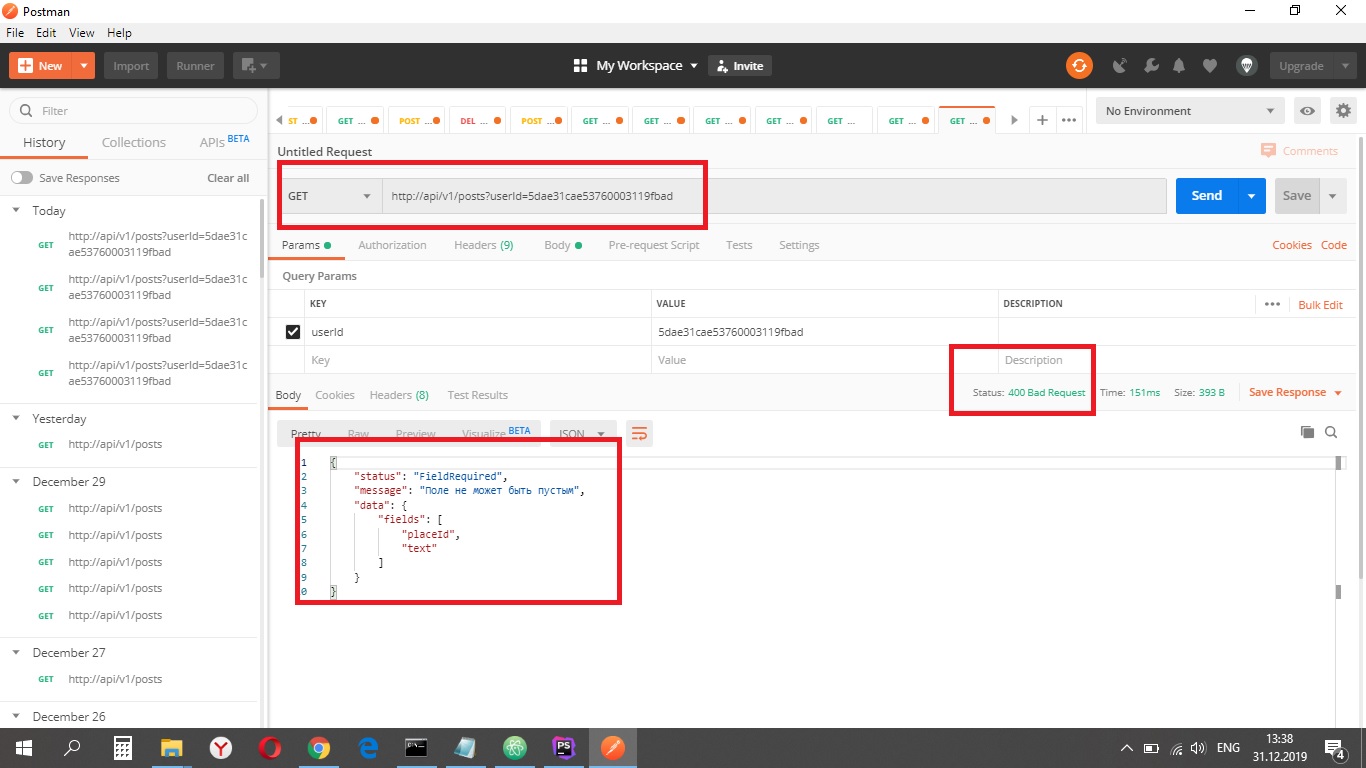 Postman
File Edit View Help
New Import Runner My Workspace Invite Upgrade
Filter
History Collections APIs BETA
Save Responses Clear all
Today
GET http://api/v1/posts?userId=5dae31c
ae53760003119fbad
GET http://api/v1/posts?userId=5dae31c
ae53760003119fbad
GET http://api/v1/posts?userId=5dae31c
ae53760003119fbad
GET http://api/v1/posts?userId=5dae31c
ae53760003119fbad
Yesterday
GET http://api/v1/posts
December 29
GET http://api/v1/posts
GET http://api/v1/posts
GET http://api/v1/posts
GET http://api/v1/posts
GET http://api/v1/posts
December 27
GET http://api/v1/posts
December 26
ST ... GET ... POST ... DEL ... POST ... GET ... GET ... GET ... GET ... GET ... GET ... GET ... No Environment
Untitled Request Comments
GET http://api/v1/posts?userId=5dae31cae53760003119fbad Send Save
Params Authorization Headers (9) Body Pre-request Script Tests Settings Cookies Code
Query Params
KEY VALUE DESCRIPTION ••• Bulk Edit
userId 5dae31cae53760003119fbad
Key Value Description
Body Cookies Headers (8) Test Results Status: 400 Bad Request Time: 151ms Size: 393 B Save Response
Pretty Raw Preview Visualize BETA JSON
1 {
2 "status": "FieldRequired",
3 "message": "Поле не может быть пустым",
4 "data": {
5 "fields": [
6 "placeId",
7 "text"
8 ]
9 }
0 }
ENG 13:38
31.12.2019
4